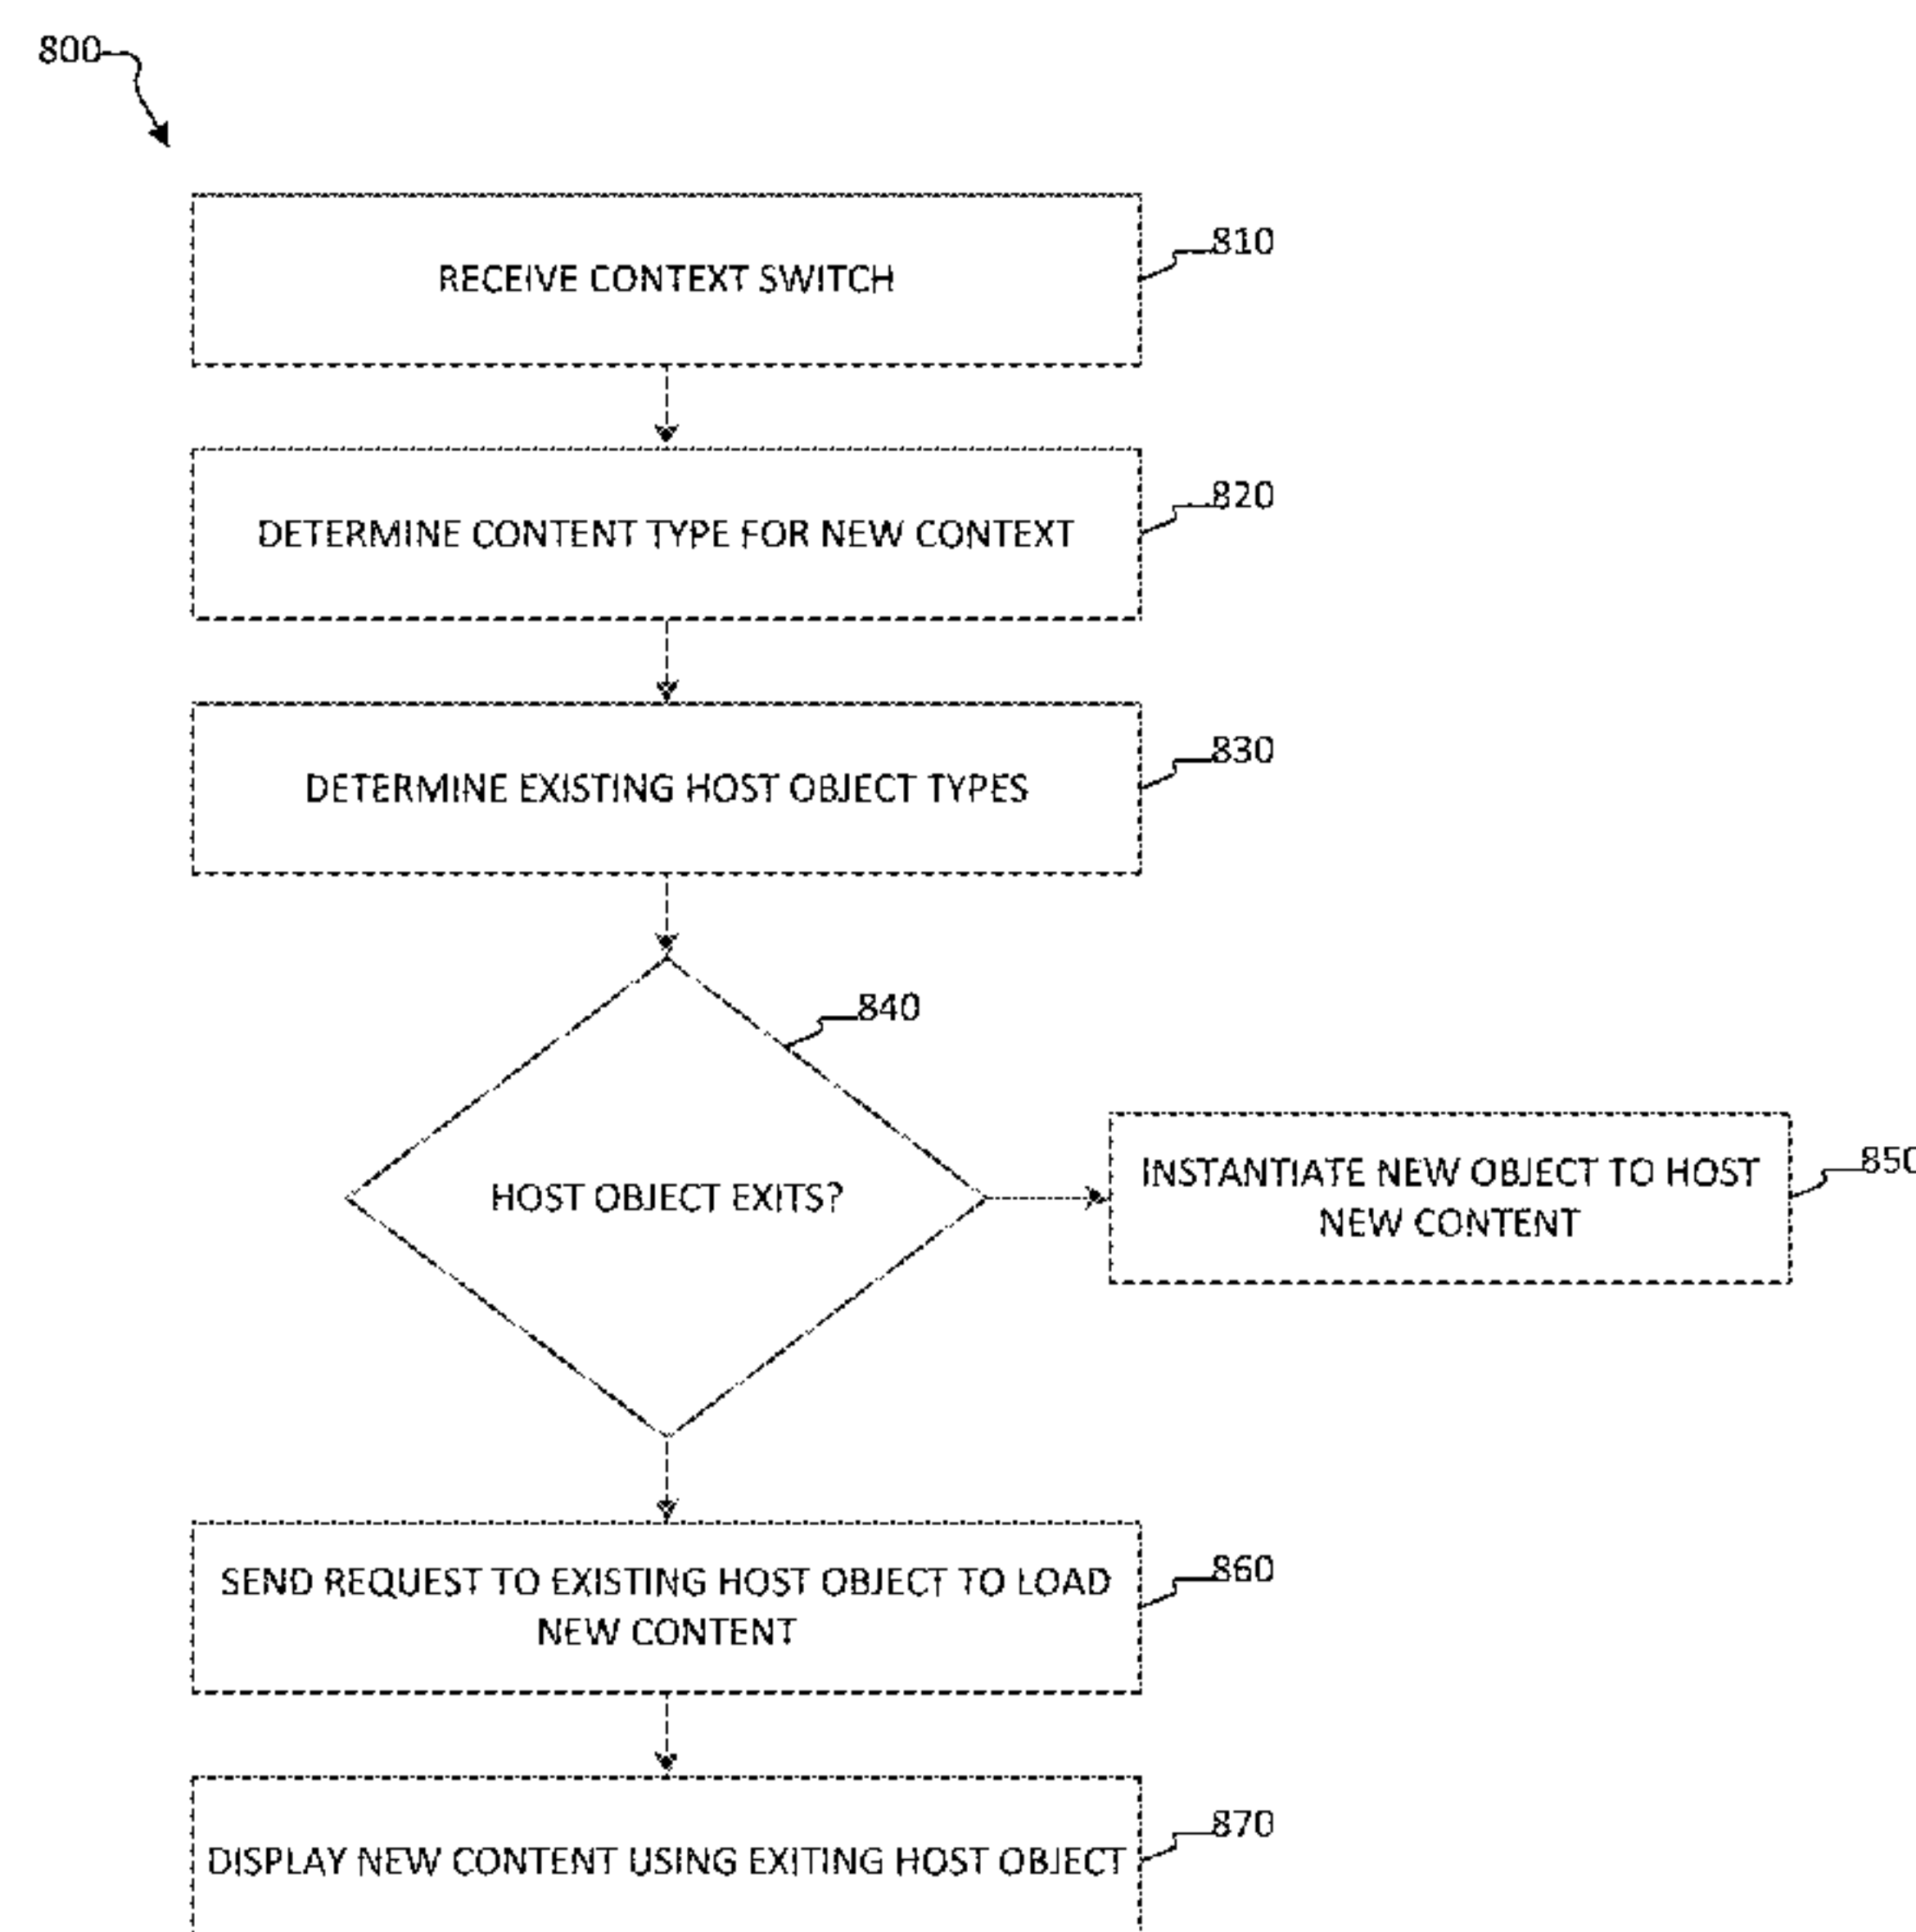 800
RECEIVE CONTEXT SWITCH
810
DETERMINE CONTENT TYPE FOR NEW CONTEXT
820
DETERMINE EXISTING HOST OBJECT TYPES
830
840
HOST OBJECT EXITS?
INSTANTIATE NEW OBJECT TO HOST
NEW CONTENT
850
SEND REQUEST TO EXISTING HOST OBJECT TO LOAD
NEW CONTENT
860
DISPLAY NEW CONTENT USING EXITING HOST OBJECT
870